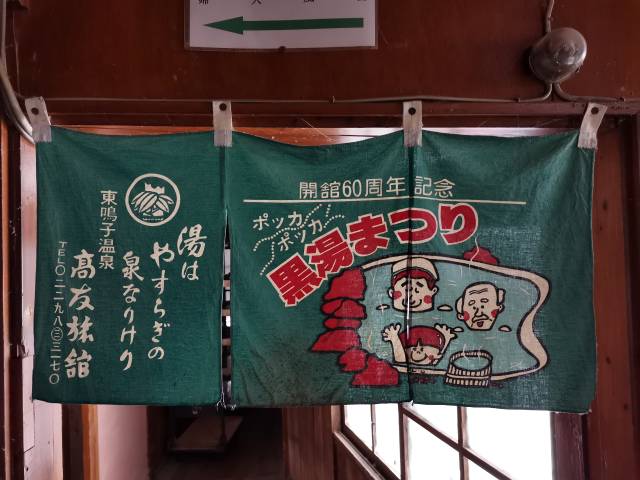 開舘60周年記念
ポッカ
ポッカ
黒湯まつり
湯は
やすらぎの
泉なりけり
東鳴子温泉
高友旅舘
TEL〇二二九八㊂三一七〇